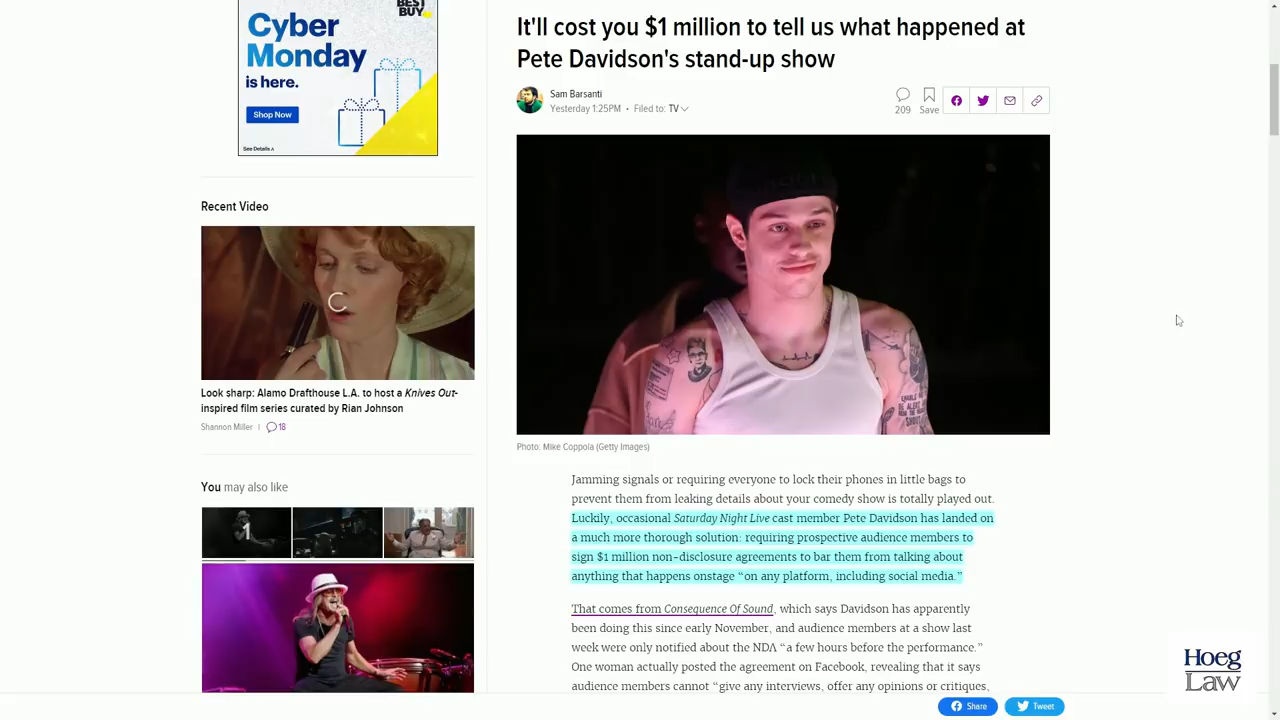 BEST
BUY
Cyber
Monday
is here.
Shop Now
See Details
Recent Video
Look sharp: Alamo Drafthouse L.A. to host a Knives Out-
inspired film series curated by Rian Johnson
Shannon Miller | 18
You may also like
1
It'll cost you $1 million to tell us what happened at
Pete Davidson's stand-up show
Sam Barsanti
Yesterday 1:25PM • Filed to: TV
209
Save
Photo: Mike Coppola (Getty Images)
Jamming signals or requiring everyone to lock their phones in little bags to
prevent them from leaking details about your comedy show is totally played out.
Luckily, occasional Saturday Night Live cast member Pete Davidson has landed on
a much more thorough solution: requiring prospective audience members to
sign $1 million non-disclosure agreements to bar them from talking about
anything that happens onstage “on any platform, including social media.”
That comes from Consequence Of Sound, which says Davidson has apparently
been doing this since early November, and audience members at a show last
week were only notified about the NDA “a few hours before the performance.”
One woman actually posted the agreement on Facebook, revealing that it says
audience members cannot “give any interviews, offer any opinions or critiques,
Share
Tweet
Hoeg
Law